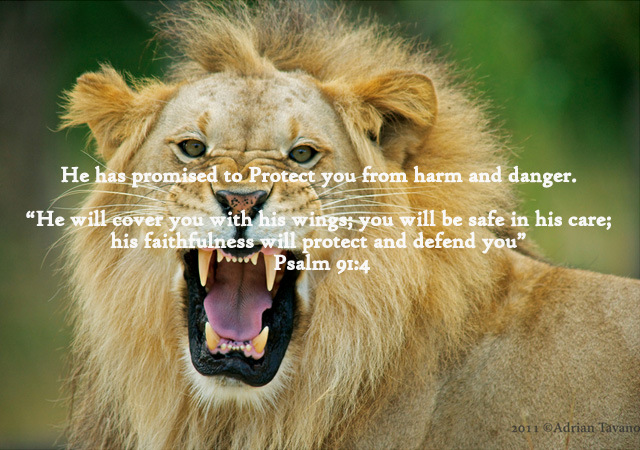 He has promised to Protect you from harm and danger.
“He will cover you with his wings; you will be safe in his care;
his faithfulness will protect and defend you”
Psalm 91:4
2011 ©Adrian Tavano